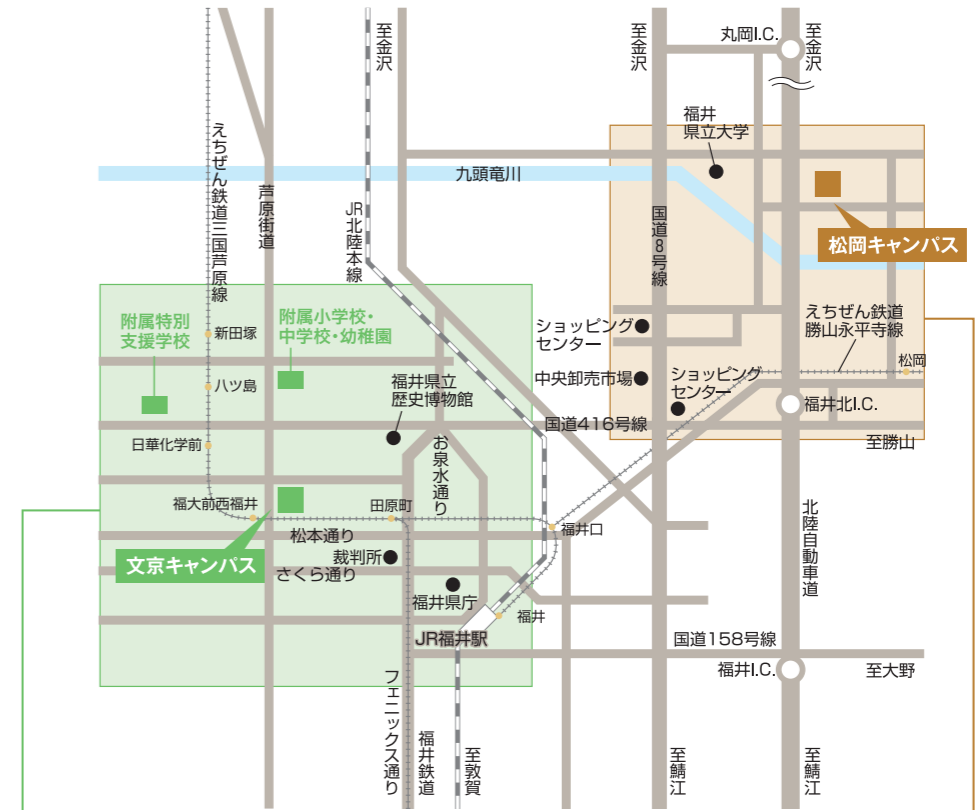 至金沢
至金沢
丸岡I.C.
至金沢
福井
県立大学
九頭竜川
えちぜん鉄道三国芦原線
芦原街道
JR北陸本線
国道8号線
松岡キャンパス
附属特別
支援学校
新田塚
附属小学校・
中学校・幼稚園
ショッピング
センター
えちぜん鉄道
勝山永平寺線
松岡
八ツ島
福井県立
歴史博物館
中央卸売市場
ショッピング
センター
福井北I.C.
国道416号線
至勝山
日華化学前
お泉水通り
福大前西福井
田原町
福井口
北陸自動車道
松本通り
文京キャンパス
裁判所
さくら通り
福井県庁
福井
JR福井駅
国道158号線
福井I.C.
至大野
フェニックス通り
福井鉄道
至敦賀
至鯖江
至鯖江